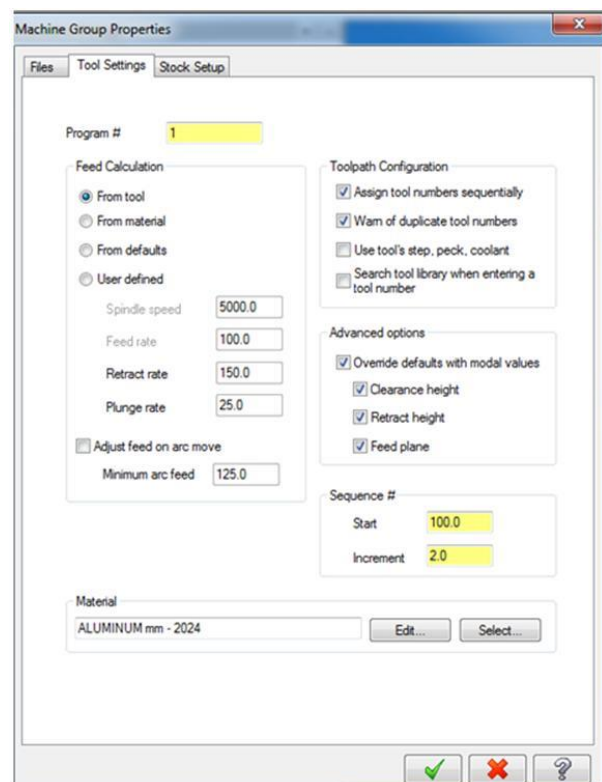 Machine Group Properties
Files
Tool Settings
Stock Setup
Program #
1
Feed Calculation
From tool
From material
From defaults
User defined
Spindle speed
5000.0
Feed rate
100.0
Retract rate
150.0
Plunge rate
25.0
Adjust feed on arc move
Minimum arc feed
125.0
Toolpath Configuration
Assign tool numbers sequentially
Warn of duplicate tool numbers
Use tool's step, peck, coolant
Search tool library when entering a
tool number
Advanced options
Override defaults with modal values
Clearance height
Retract height
Feed plane
Sequence #
Start
100.0
Increment
2.0
Material
ALUMINUM mm - 2024
Edit...
Select...